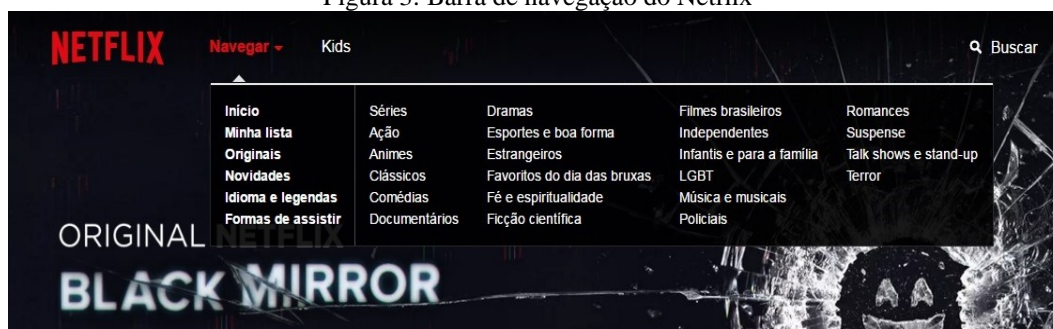 Figura 3: Barra de navegação do Netflix
NETFLIX
Navegar
Kids
Buscar
Início
Minha lista
Originais
Novidades
Idioma e legendas
Formas de assistir
Séries
Ação
Animes
Clássicos
Comédias
Documentários
Dramas
Esportes e boa forma
Estrangeiros
Favoritos do dia das bruxas
Fé e espiritualidade
Ficção científica
Filmes brasileiros
Independentes
Infantis e para a família
LGBT
Música e musicais
Policiais
Romances
Suspense
Talk shows e stand-up
Terror
ORIGINAL NETFLIX
BLACK MIRROR